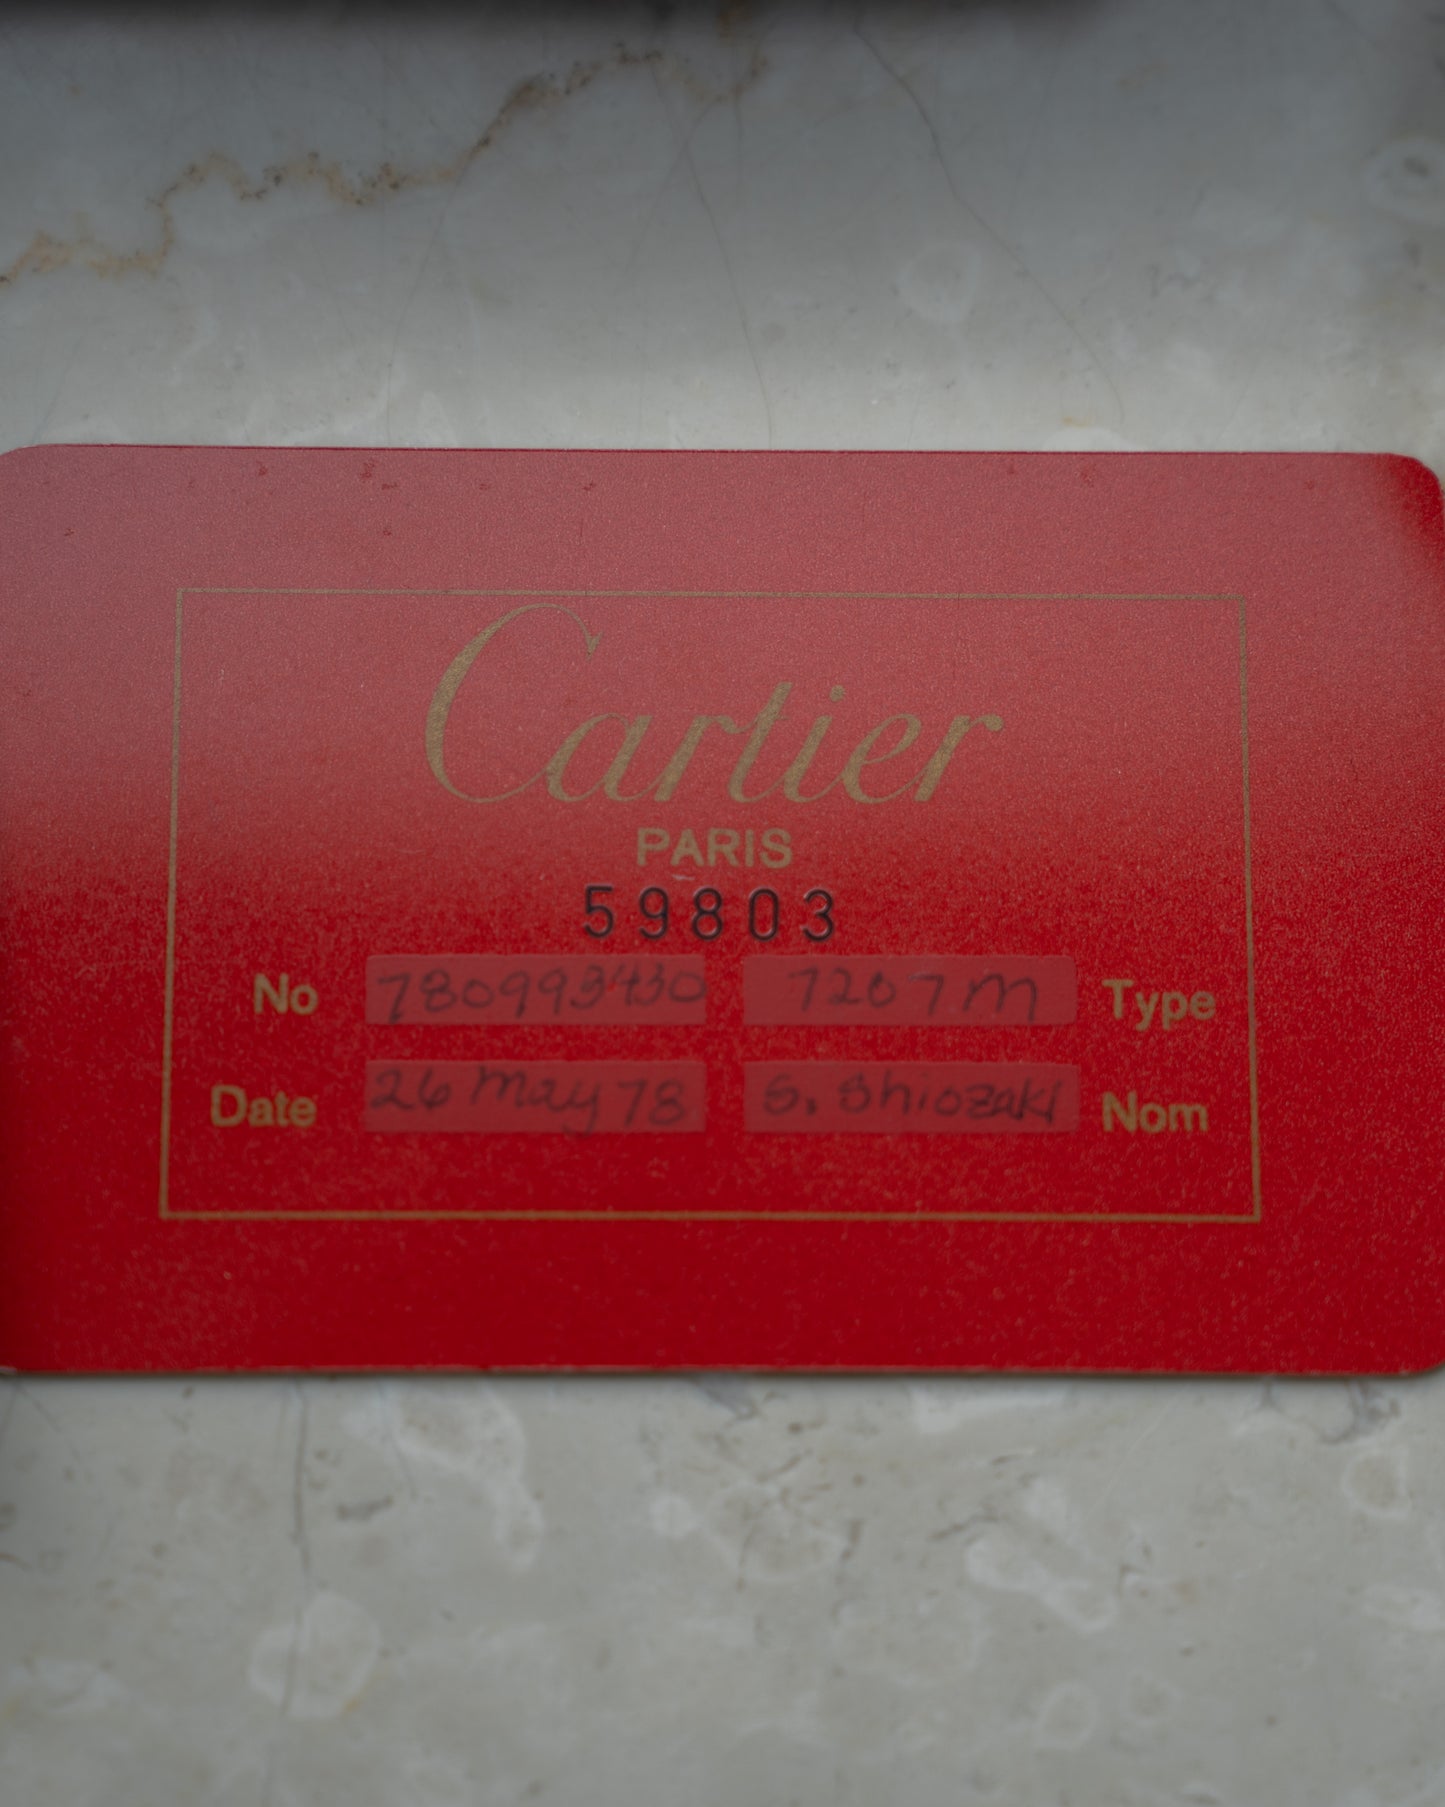 Cartier
PARIS
59803
No 780993430 7207M Type
Date 26 May 78 S. Shiozaki Nom